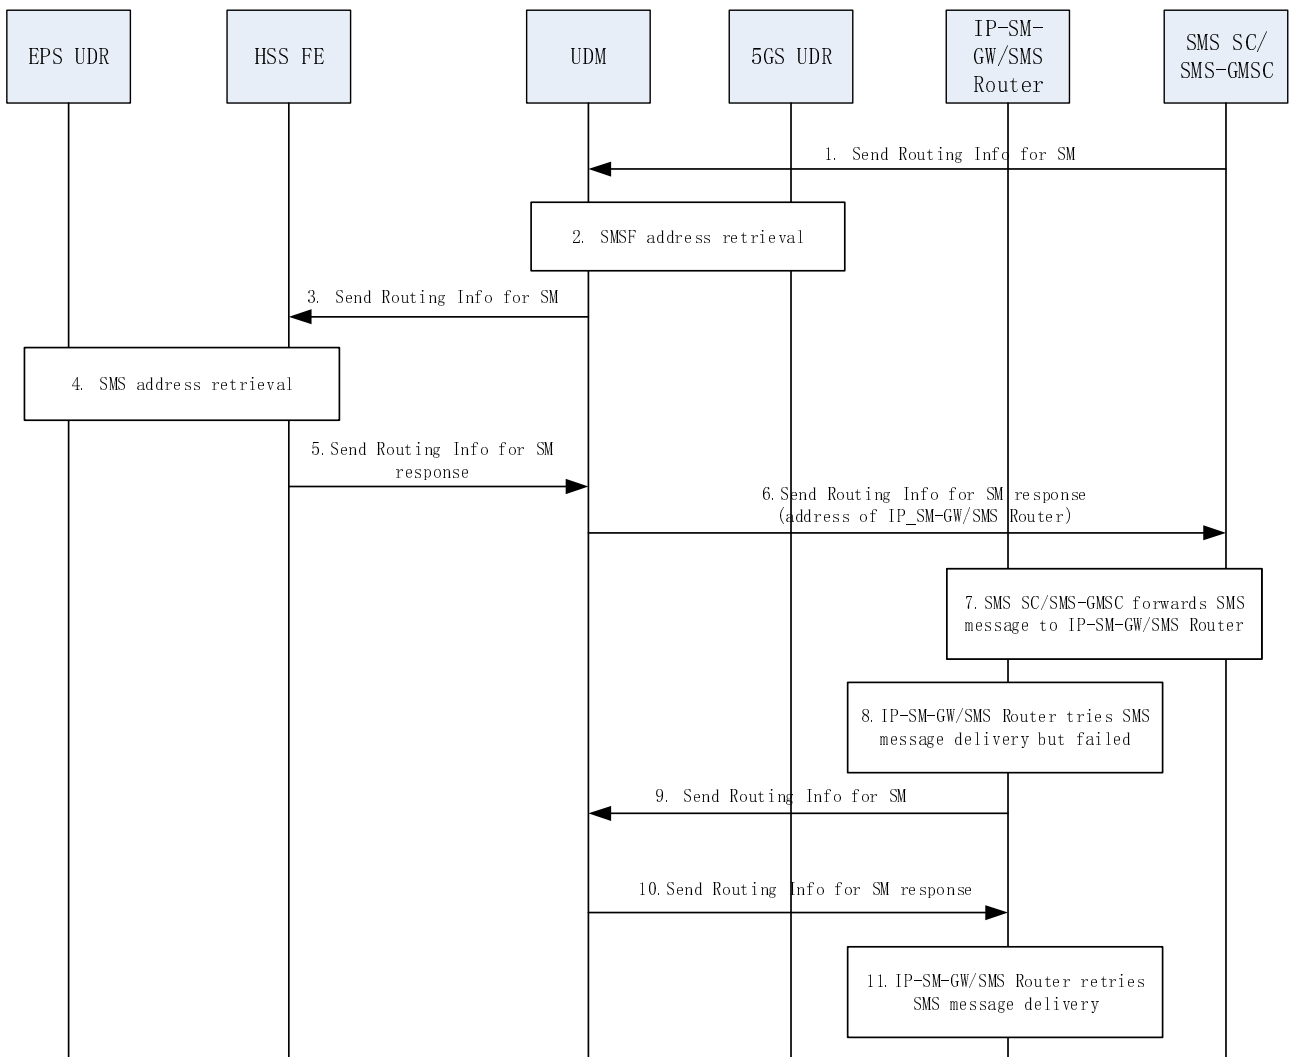 EPS UDR
HSS FE
UDM
5GS UDR
IP-SM-
GW/SMS
Router
SMS SC/
SMS-GMSC
1. Send Routing Info for SM
2. SMSF address retrieval
3. Send Routing Info for SM
4. SMS address retrieval
5.Send Routing Info for SM
response
6.Send Routing Info for SM response
(address of IP_SM-GW/SMS Router)
7.SMS SC/SMS-GMSC forwards SMS
message to IP-SM-GW/SMS Router
8.IP-SM-GW/SMS Router tries SMS
message delivery but failed
9. Send Routing Info for SM
10.Send Routing Info for SM response
11.IP-SM-GW/SMS Router retries
SMS message delivery